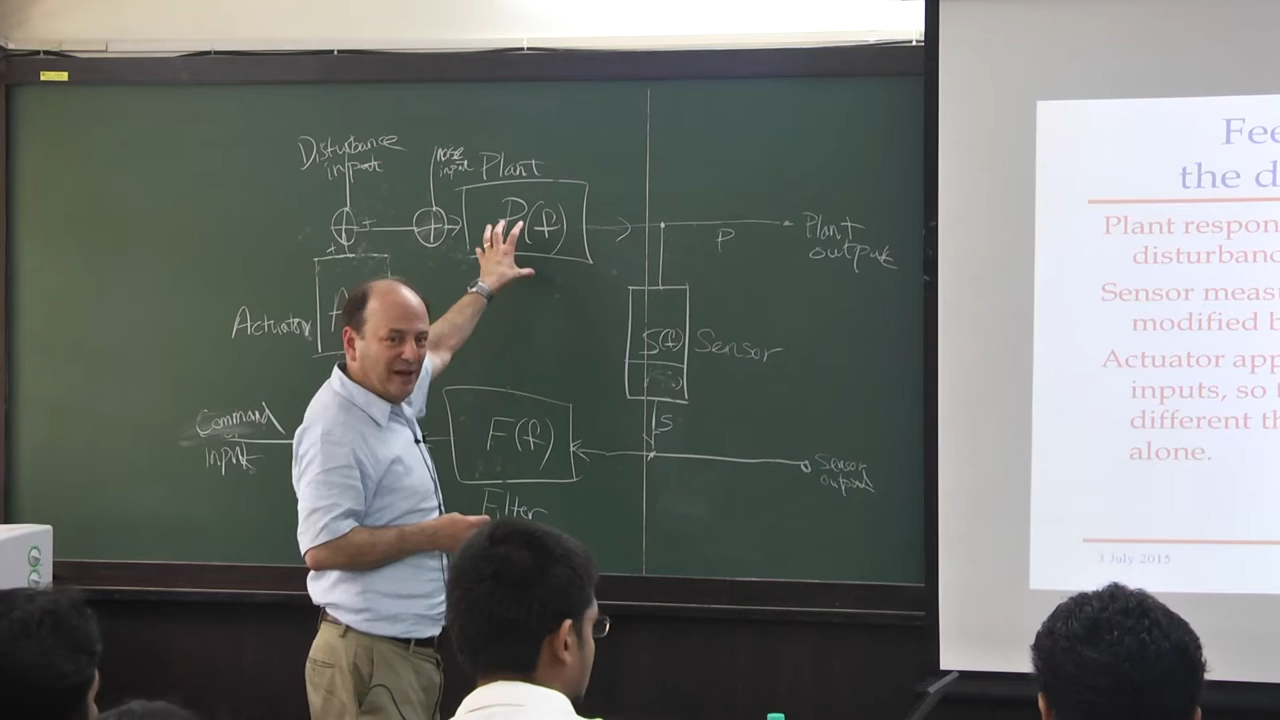 Disturbance
input
noise
input
Plant
P(f)
+
+
P
Plant
output
Actuator
A
S(f)
Sensor
S
Command
input
F(f)
Filter
Sensor
output
Fee
the d
Plant respon
disturbanc
Sensor meas
modified b
Actuator app
inputs, so
different th
alone.
3 July 2015